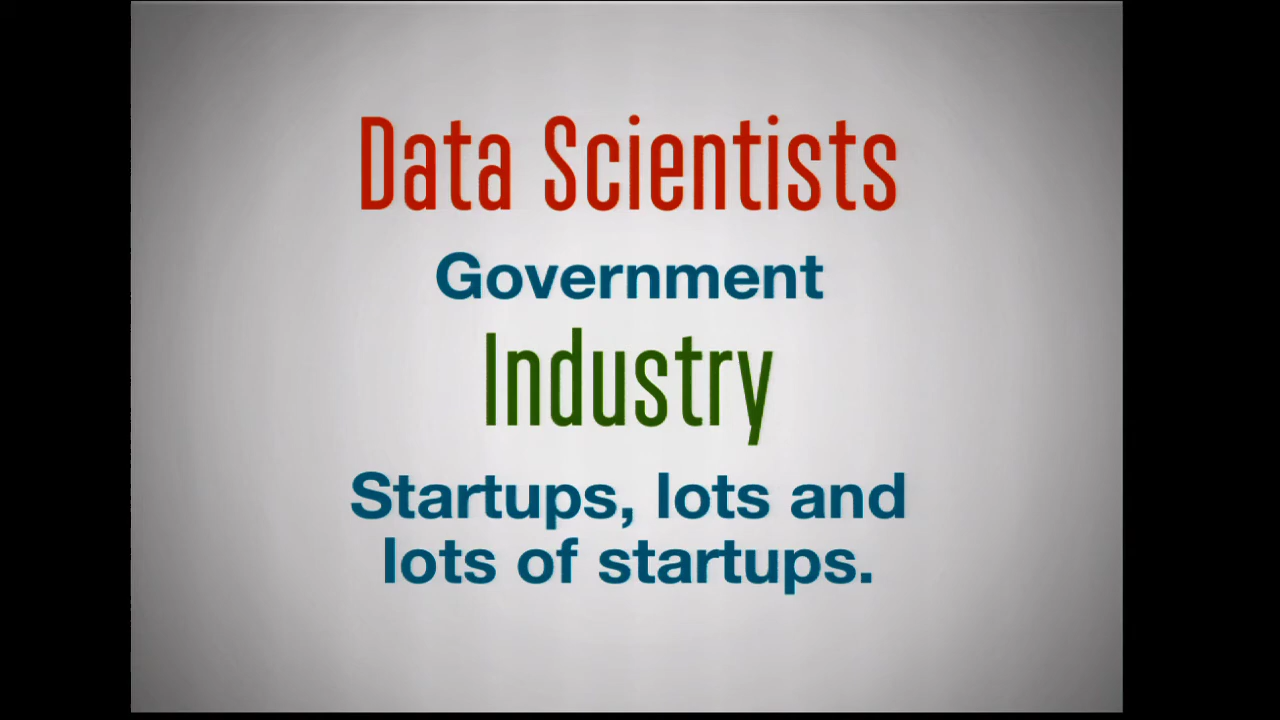 Data Scientists
Government
Industry
Startups, lots and
lots of startups.